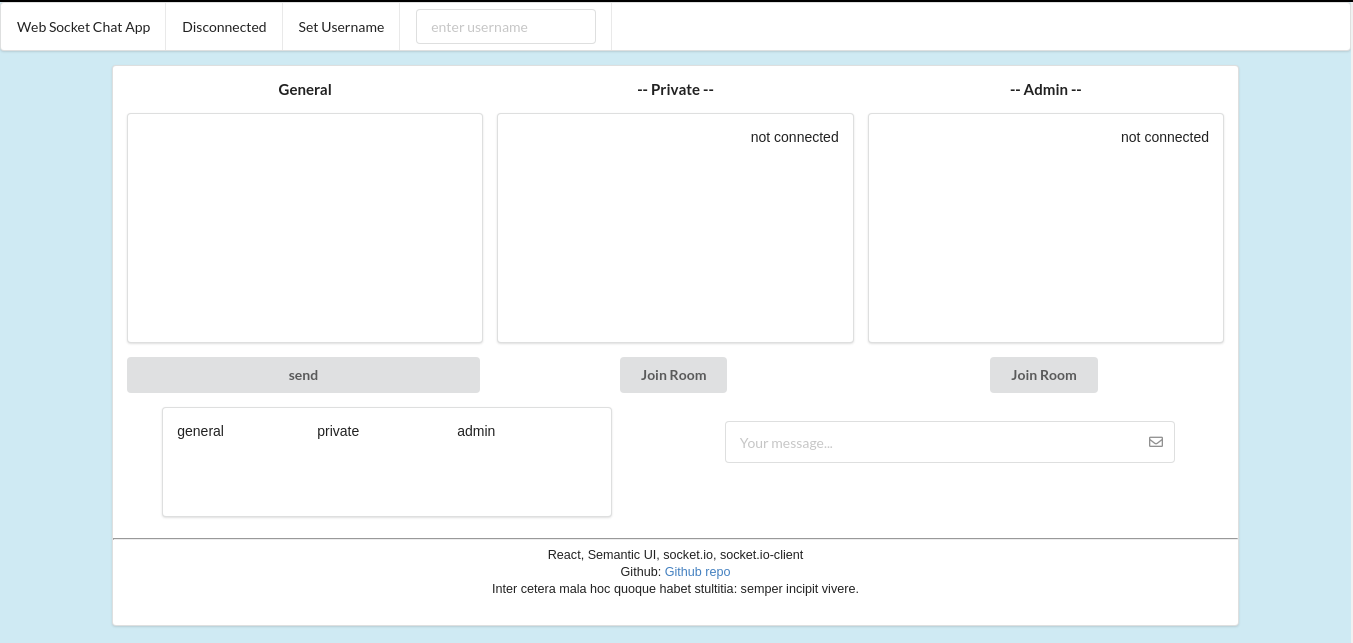 Web Socket Chat App Disconnected Set Username enter username
General -- Private -- -- Admin --
not connected not connected
send Join Room Join Room
general private admin
Your message...
React, Semantic UI, socket.io, socket.io-client
Github: Github repo
Inter cetera mala hoc quoque habet stultitia: semper incipit vivere.